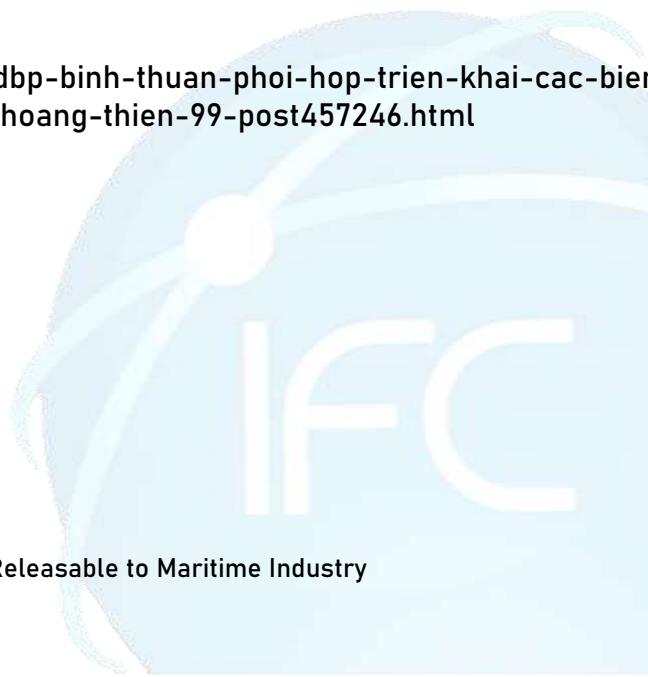 dbp-binh-thuan-phoi-hop-trien-khai-cac-bien
hoang-thien-99-post457246.html
IFC
Releasable to Maritime Industry